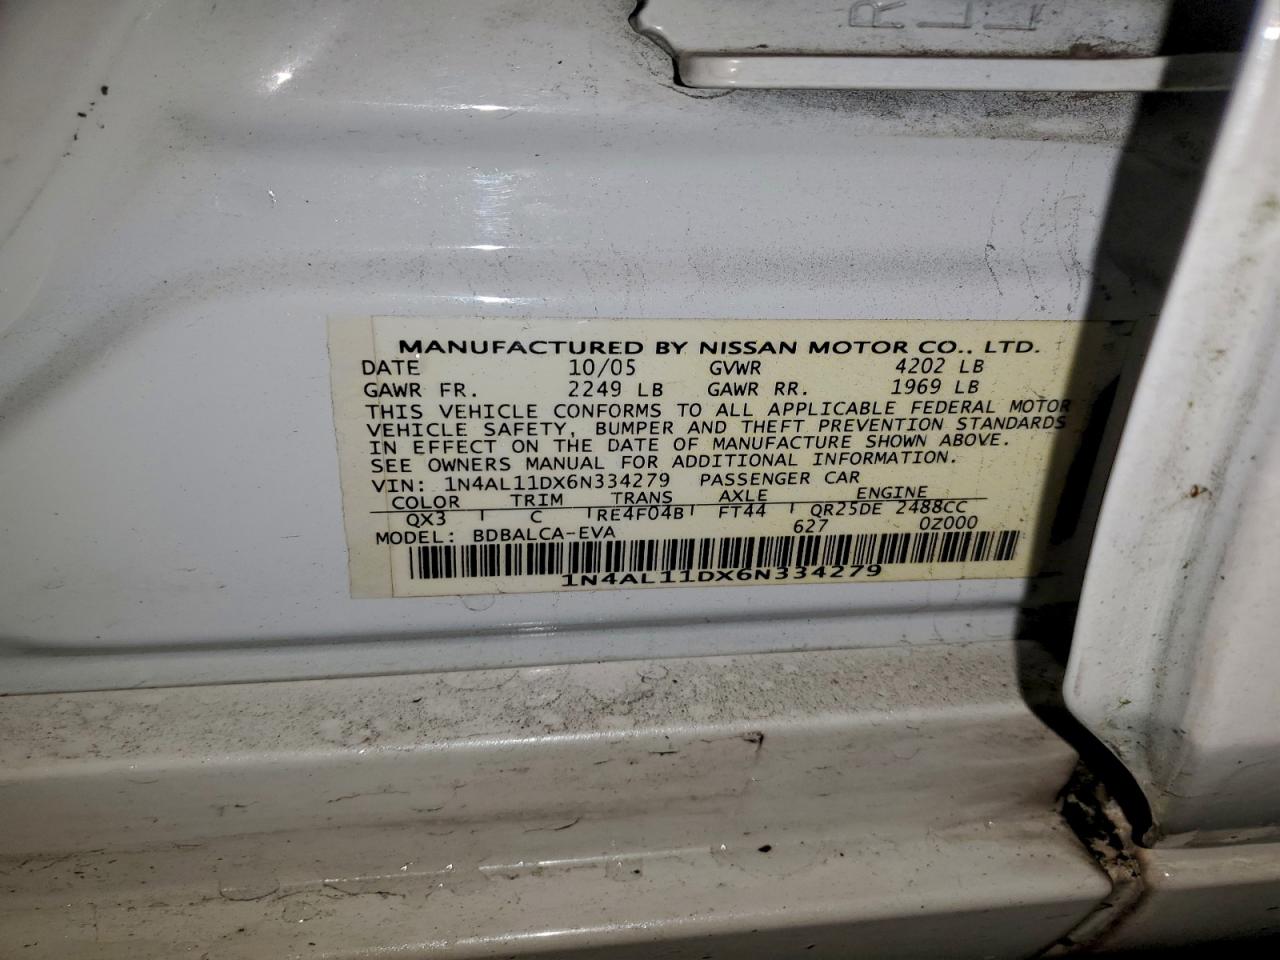 MANUFACTURED BY NISSAN MOTOR CO., LTD.
DATE 10/05 GVWR 4202 LB
GAWR FR. 2249 LB GAWR RR. 1969 LB
THIS VEHICLE CONFORMS TO ALL APPLICABLE FEDERAL MOTOR
VEHICLE SAFETY, BUMPER AND THEFT PREVENTION STANDARDS
IN EFFECT ON THE DATE OF MANUFACTURE SHOWN ABOVE.
SEE OWNERS MANUAL FOR ADDITIONAL INFORMATION.
VIN: 1N4AL11DX6N334279 PASSENGER CAR
COLOR TRIM TRANS AXLE ENGINE
QX3 C RE4F04B FT44 QR25DE 2488CC
MODEL: BDBALCA-EVA 627 0Z000
1N4AL11DX6N334279